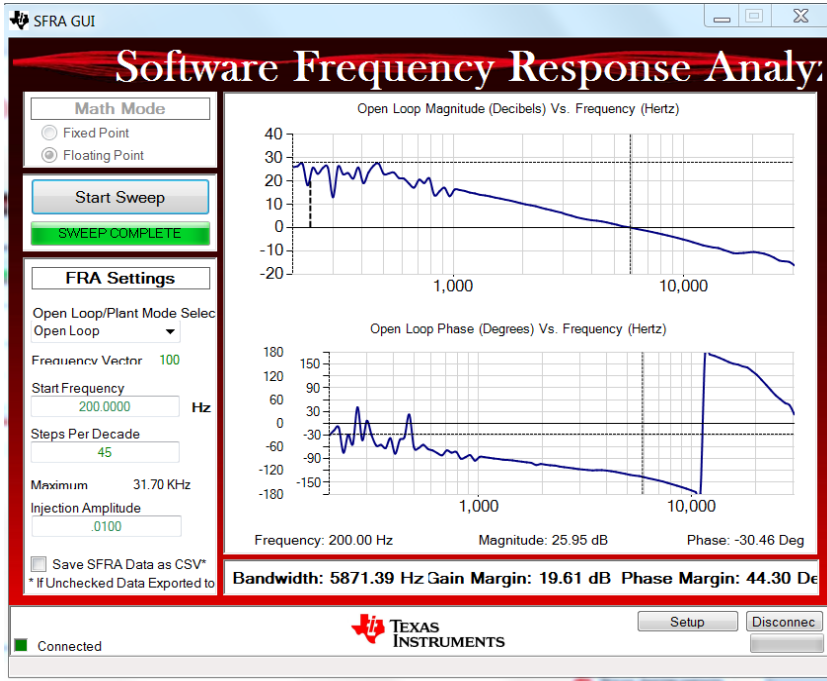 SFRA GUI
Software Frequency Response Analy
Math Mode
Fixed Point
Floating Point
Start Sweep
SWEEP COMPLETE
FRA Settings
Open Loop/Plant Mode Selec
Open Loop
Frequency Vector 100
Start Frequency
200.0000 Hz
Steps Per Decade
45
Maximum 31.70 KHz
Injection Amplitude
.0100
Save SFRA Data as CSV*
* If Unchecked Data Exported to
Open Loop Magnitude (Decibels) Vs. Frequency (Hertz)
40
30
20
10
0
-10
-20
1,000 10,000
Open Loop Phase (Degrees) Vs. Frequency (Hertz)
180
150
120
90
60
30
0
-30
-60
-90
-120
-150
-180
1,000 10,000
Frequency: 200.00 Hz Magnitude: 25.95 dB Phase: -30.46 Deg
Bandwidth: 5871.39 Hz Gain Margin: 19.61 dB Phase Margin: 44.30 De
Connected
TEXAS
INSTRUMENTS
Setup Disconnec